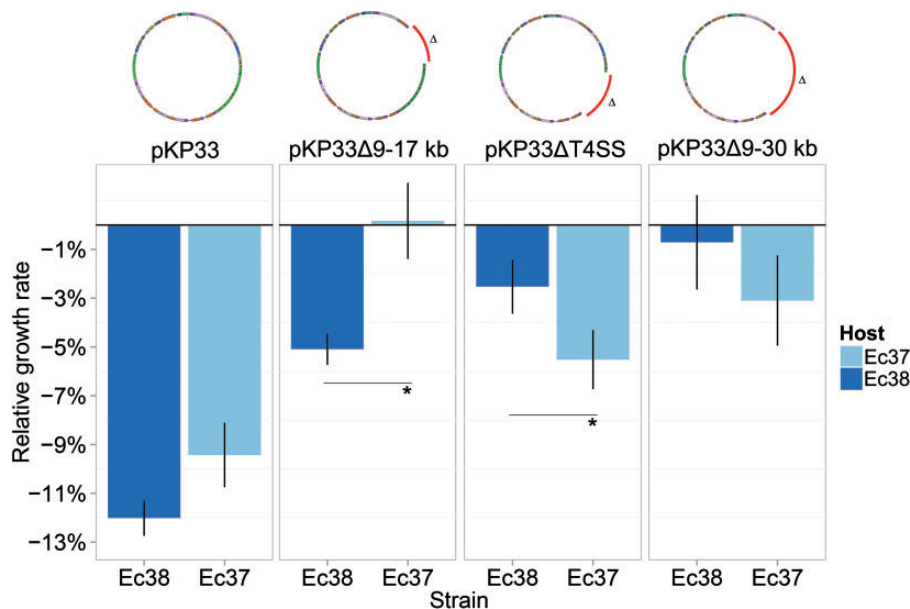 Δ
Δ
Δ
pKP33
pKP33Δ9-17 kb
pKP33ΔT4SS
pKP33Δ9-30 kb
Relative growth rate
−1%
−3%
−5%
−7%
−9%
−11%
−13%
*
*
Host
Ec37
Ec38
Ec38
Ec37
Ec38
Ec37
Ec38
Ec37
Ec38
Ec37
Strain